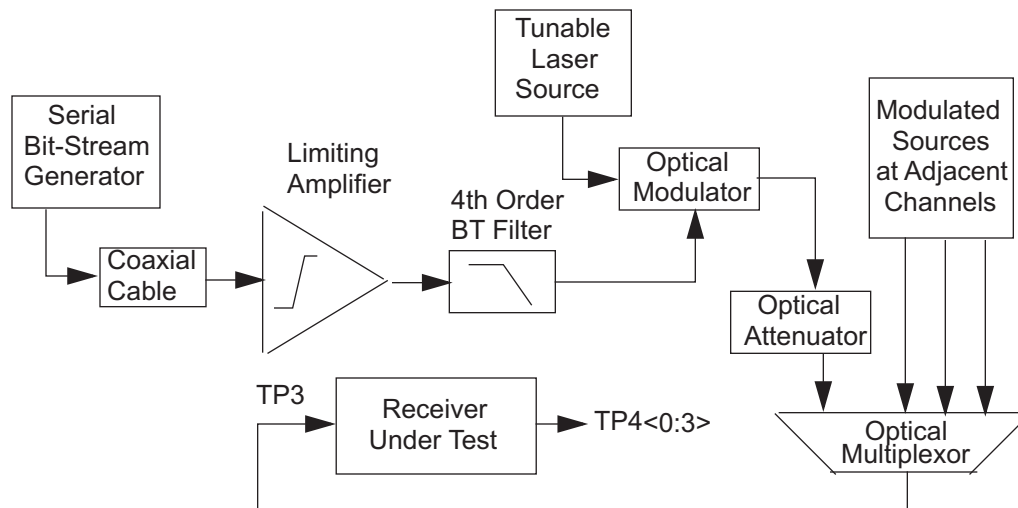 Tunable
Laser
Source
Serial
Bit-Stream
Generator
Modulated
Sources
at Adjacent
Channels
Limiting
Amplifier
Optical
Modulator
4th Order
BT Filter
Coaxial
Cable
Optical
Attenuator
TP3
Receiver
Under Test
TP4<0:3>
Optical
Multiplexor